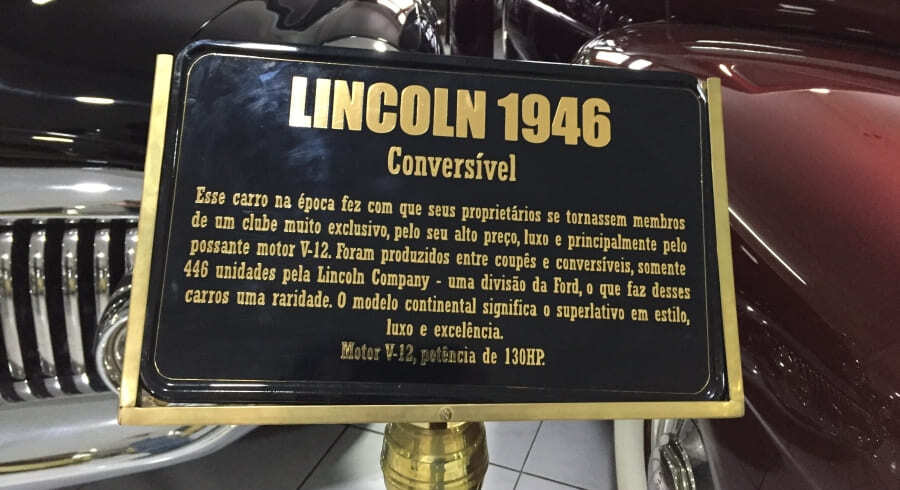 LINCOLN 1946
Conversível
Esse carro na época fez com que seus proprietários se tornassem membros
de um clube muito exclusivo, pelo seu alto preço, luxo e principalmente pelo
possante motor V-12. Foram produzidos entre coupês e conversíveis, somente
446 unidades pela Lincoln Company - uma divisão da Ford, o que faz desses
carros uma raridade. O modelo continental significa o superlativo em estilo,
luxo e excelência.
Motor V-12, potência de 130HP.